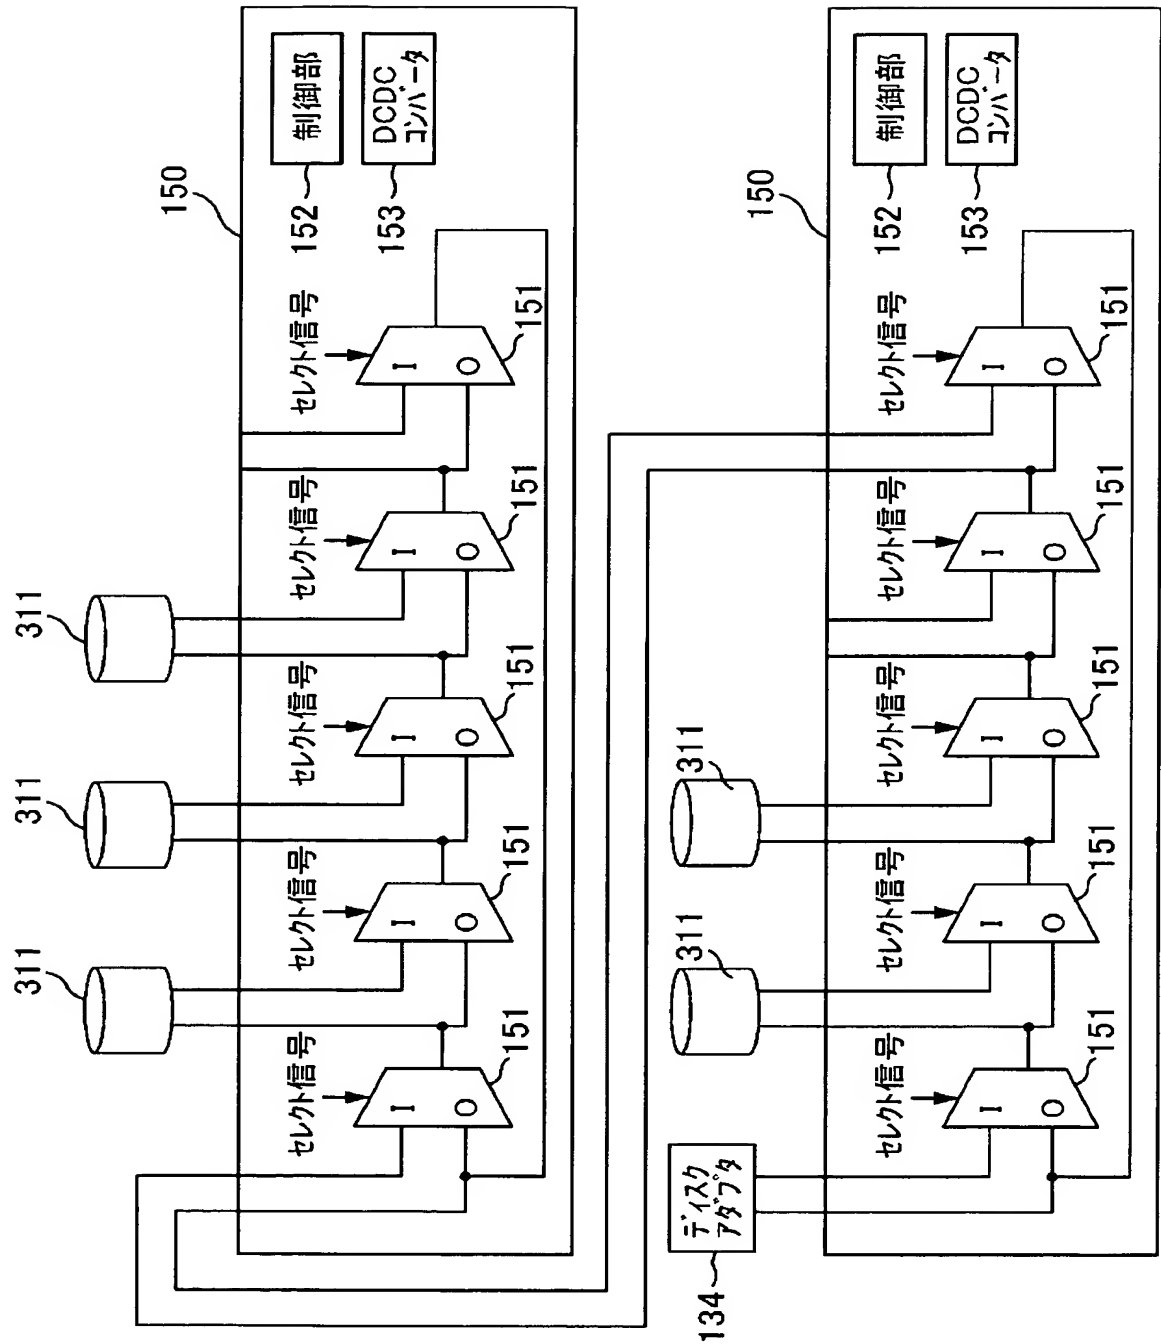 311
311
311
150
セレクト信号
セレクト信号
セレクト信号
セレクト信号
セレクト信号
I
O
151
I
O
151
I
O
151
I
O
151
I
O
151
制御部
152
DCDC
コンバータ
153
134
ディスク
アダプタ
311
311
150
セレクト信号
セレクト信号
セレクト信号
セレクト信号
セレクト信号
I
O
151
I
O
151
I
O
151
I
O
151
I
O
151
制御部
152
DCDC
コンバータ
153